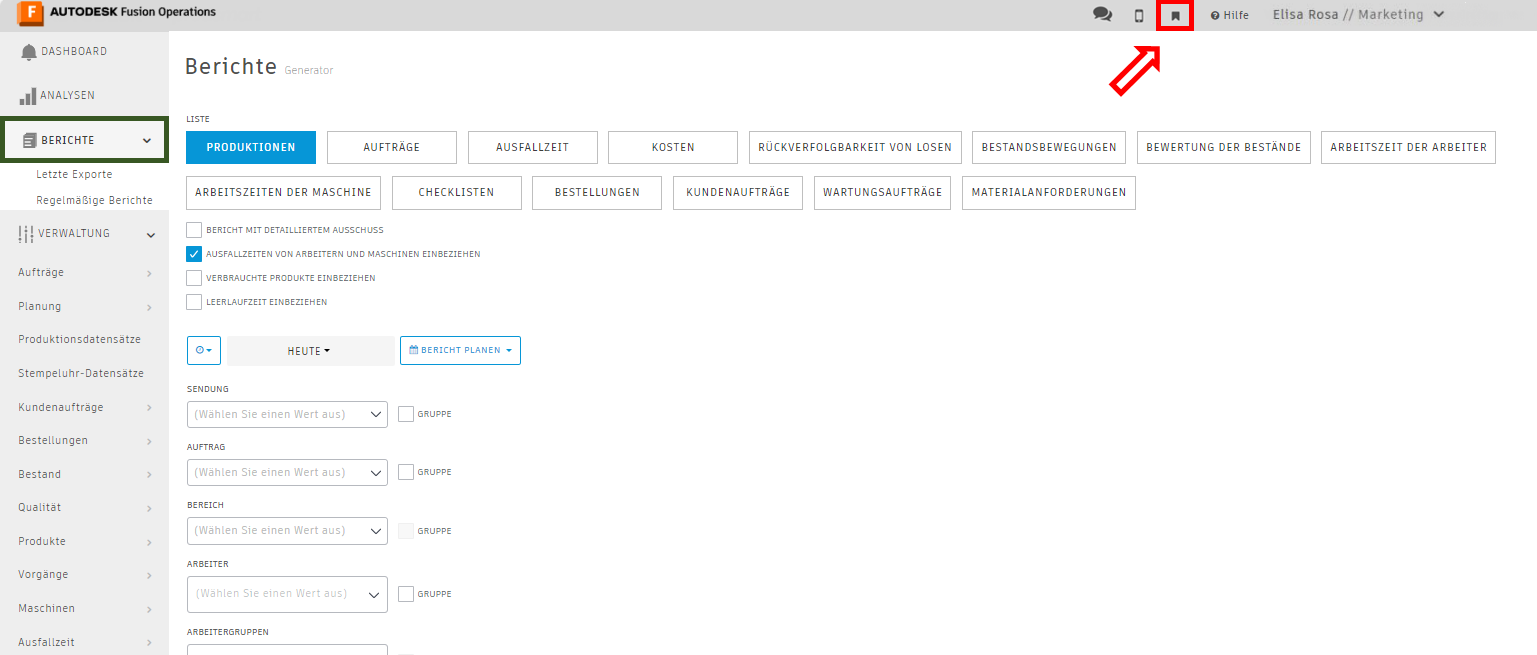 F AUTODESK Fusion Operations
Hilfe
Elisa Rosa // Marketing
DASHBOARD
ANALYSEN
BERICHTE
Letzte Exporte
Regelmäßige Berichte
VERWALTUNG
Aufträge
Planung
Produktionsdatensätze
Stempeluhr-Datensätze
Kundenaufträge
Bestellungen
Bestand
Qualität
Produkte
Vorgänge
Maschinen
Ausfallzeit
Berichte Generator
LISTE
PRODUKTIONEN
AUFTRÄGE
AUSFALLZEIT
KOSTEN
RÜCKVERFOLGBARKEIT VON LOSEN
BESTANDSBEWEGUNGEN
BEWERTUNG DER BESTÄNDE
ARBEITSZEIT DER ARBEITER
ARBEITSZEITEN DER MASCHINE
CHECKLISTEN
BESTELLUNGEN
KUNDENAUFTRÄGE
WARTUNGSAUFTRÄGE
MATERIALANFORDERUNGEN
BERICHT MIT DETAILLIERTEM AUSSCHUSS
AUSFALLZEITEN VON ARBEITERN UND MASCHINEN EINBEZIEHEN
VERBRAUCHTE PRODUKTE EINBEZIEHEN
LEERLAUFZEIT EINBEZIEHEN
HEUTE
BERICHT PLANEN
SENDUNG
(Wählen Sie einen Wert aus)
GRUPPE
AUFTRAG
(Wählen Sie einen Wert aus)
GRUPPE
BEREICH
(Wählen Sie einen Wert aus)
GRUPPE
ARBEITER
(Wählen Sie einen Wert aus)
GRUPPE
ARBEITERGRUPPEN